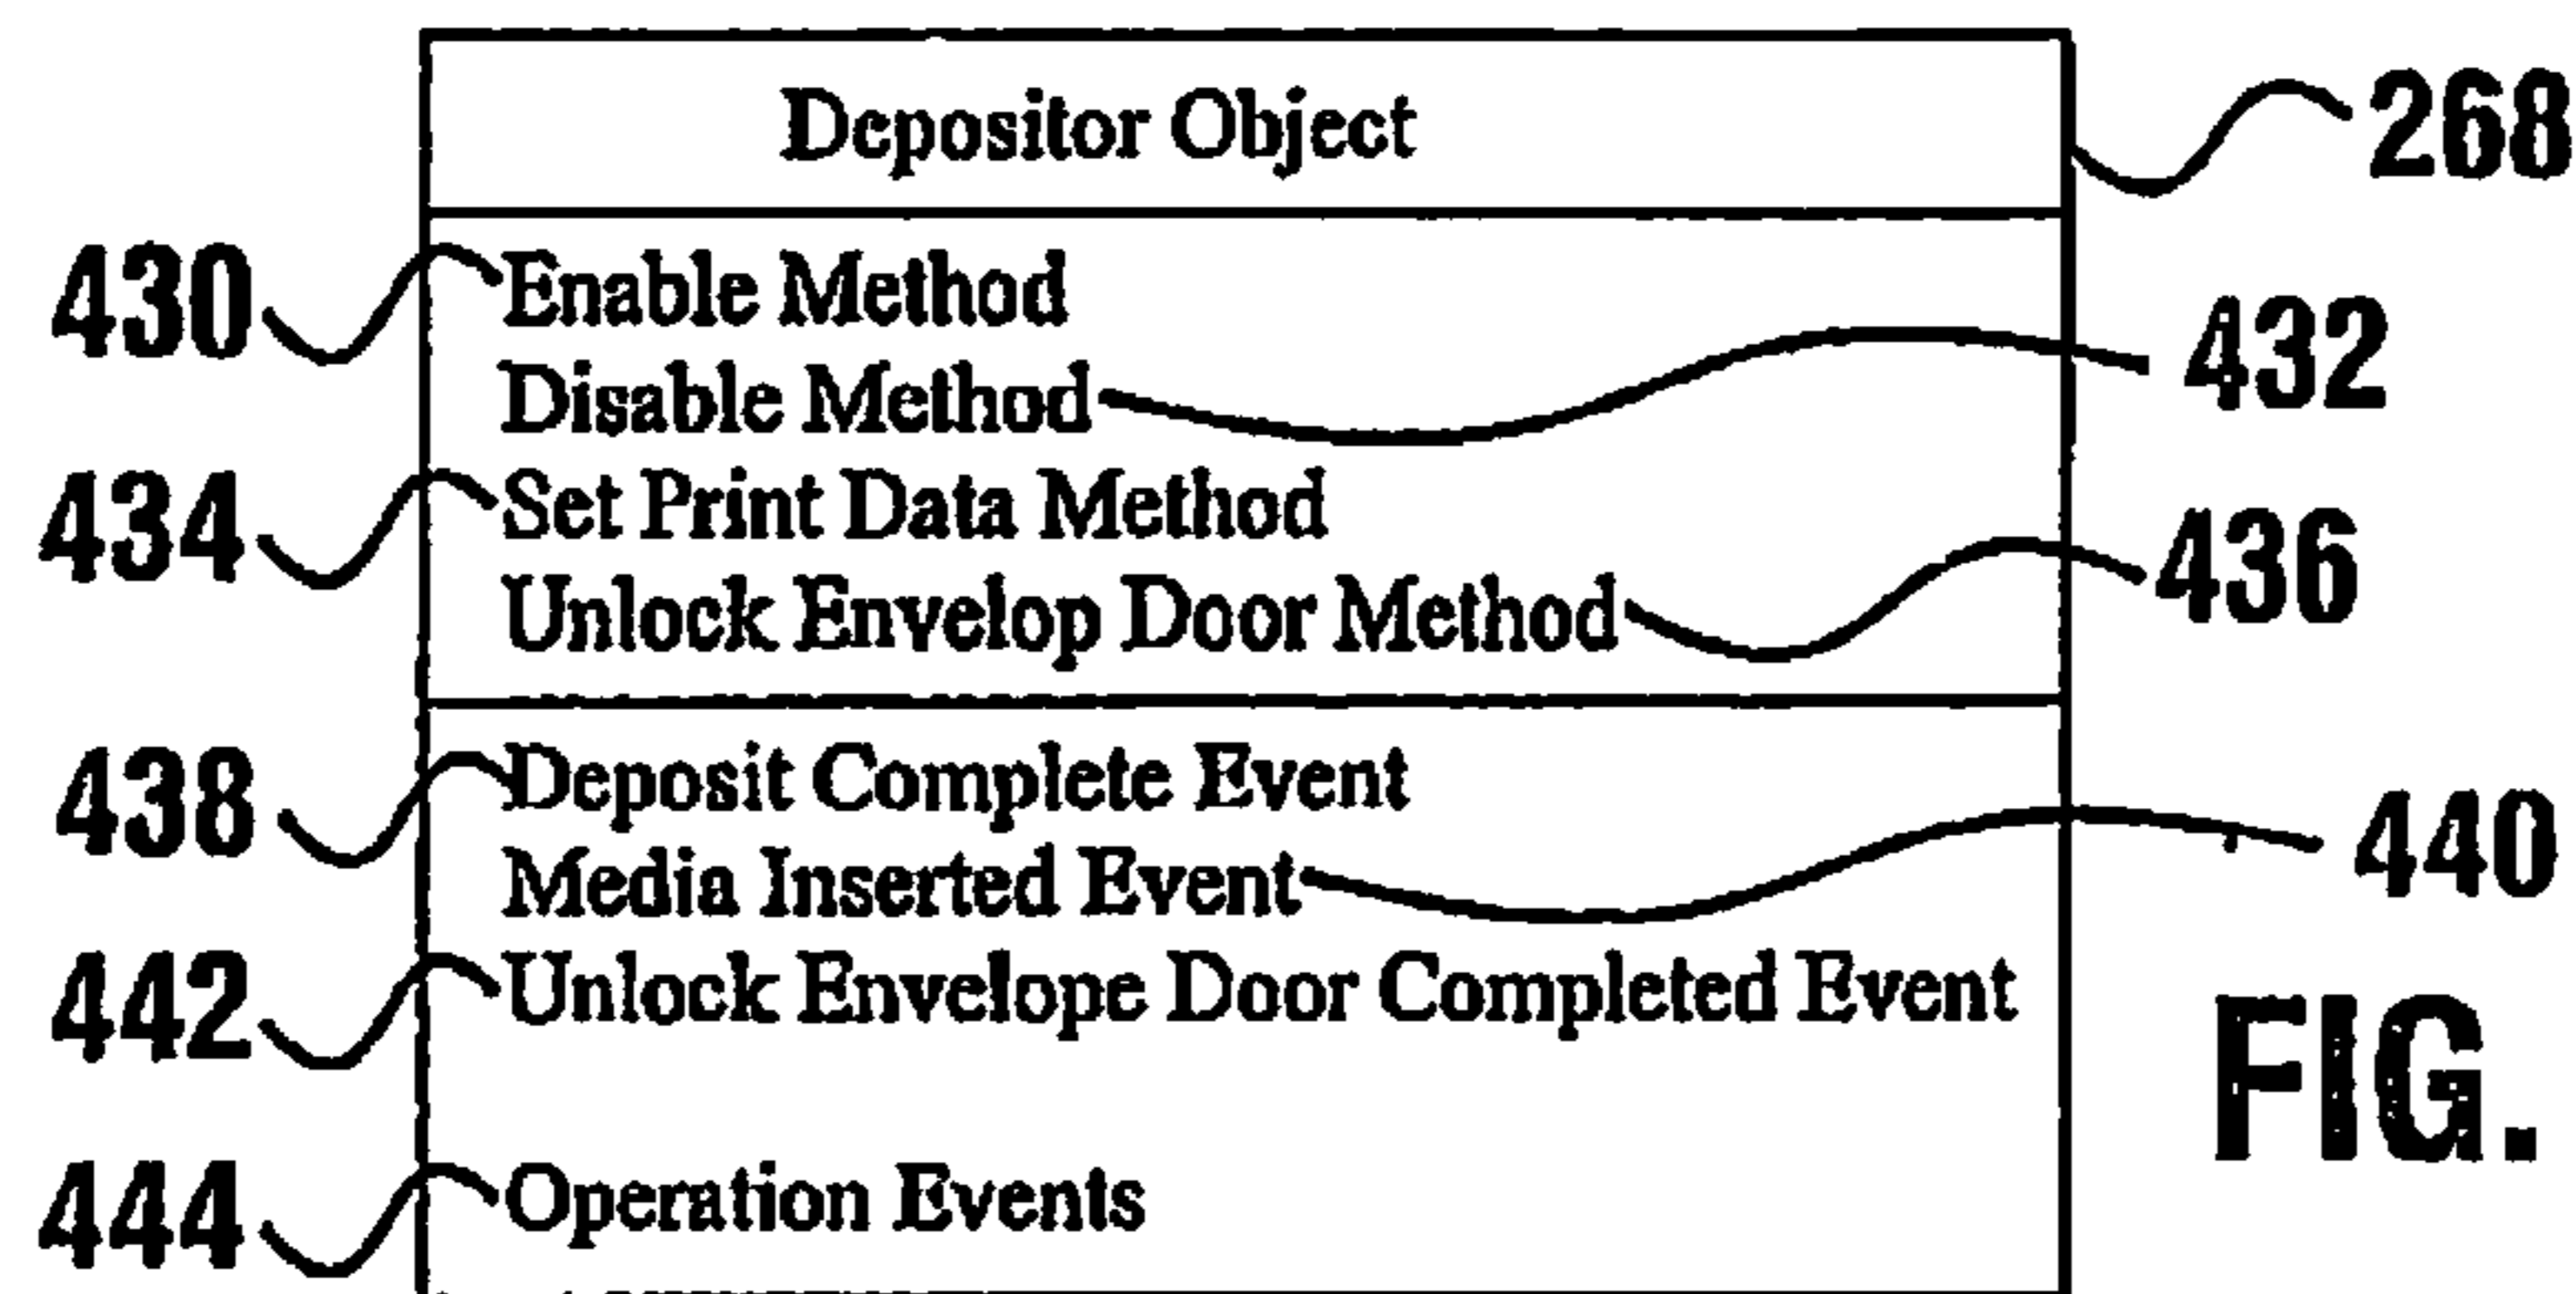 Depositor Object
268
430
Enable Method
432
Disable Method
434
Set Print Data Method
436
Unlock Envelop Door Method
438
Deposit Complete Event
440
Media Inserted Event
442
Unlock Envelope Door Completed Event
FIG.
444
Operation Events